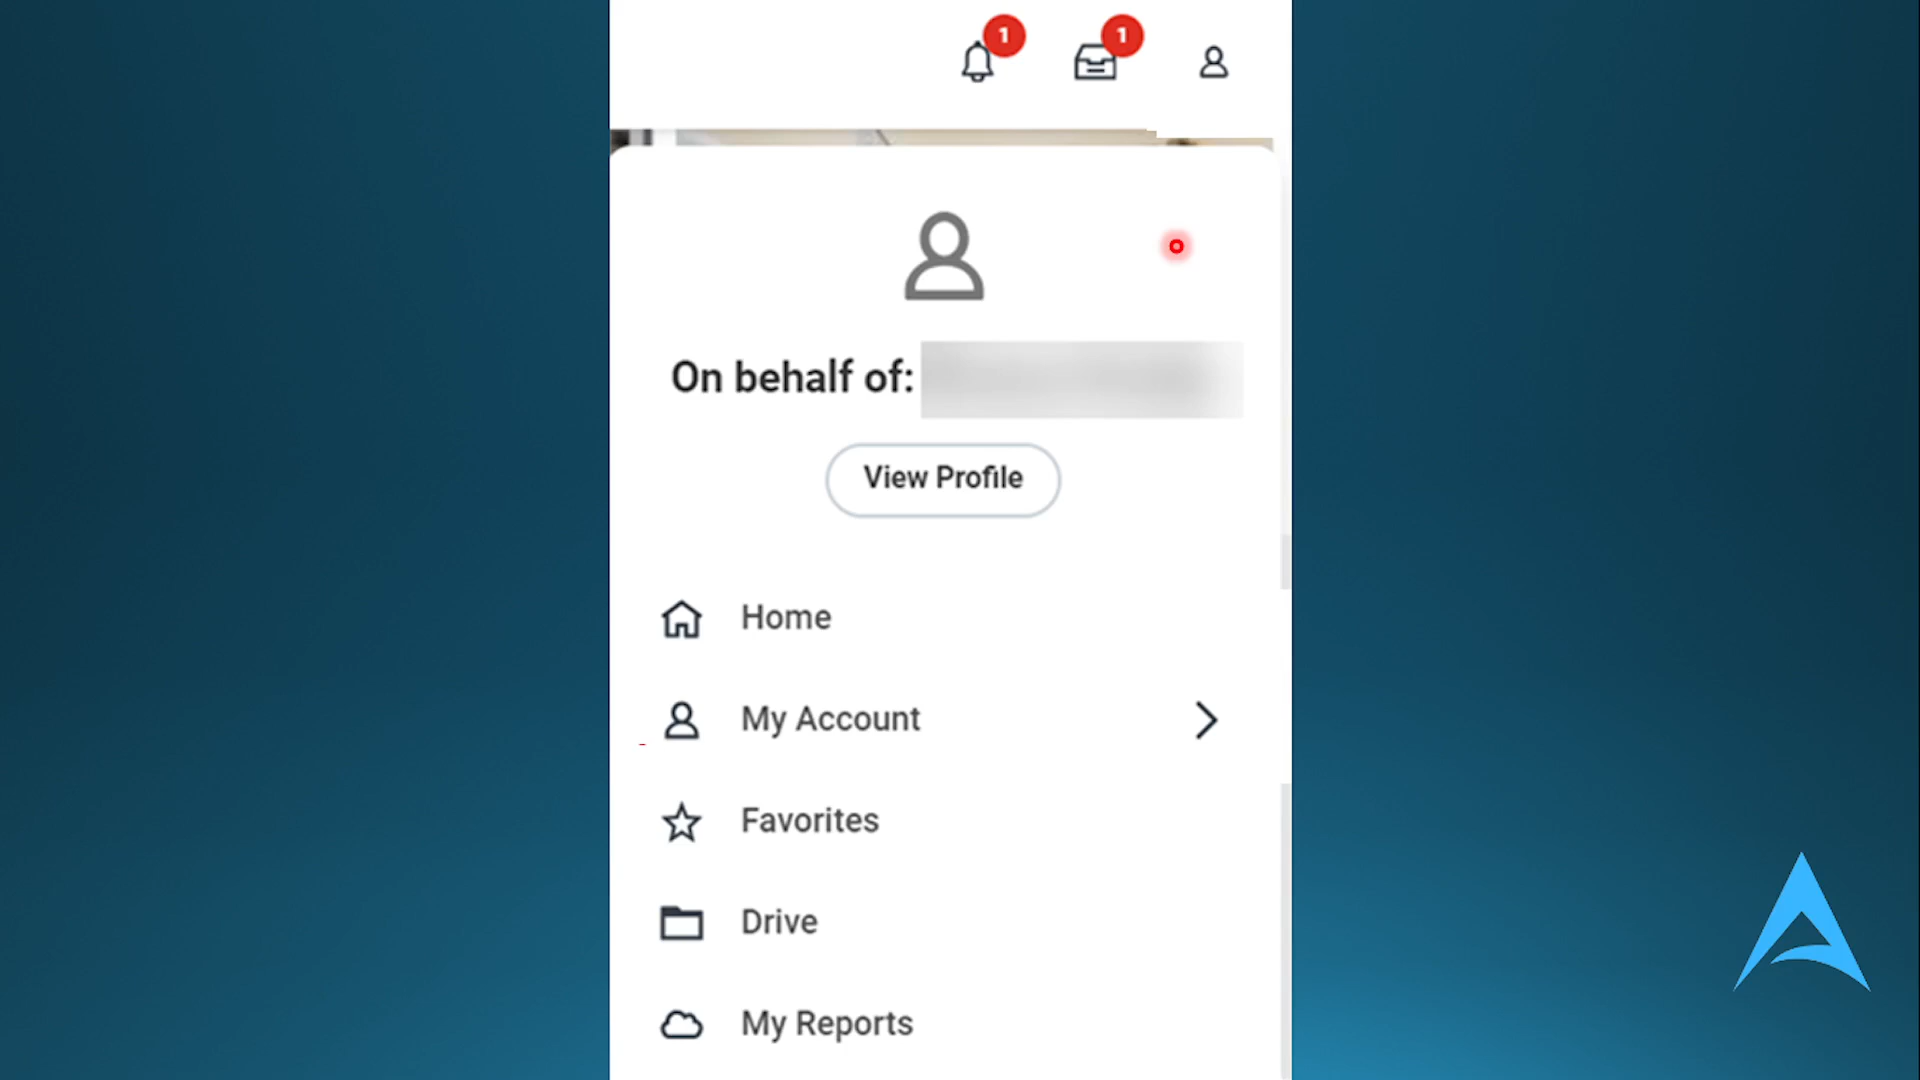 1 1
On behalf of:
View Profile
Home
My Account
Favorites
Drive
My Reports